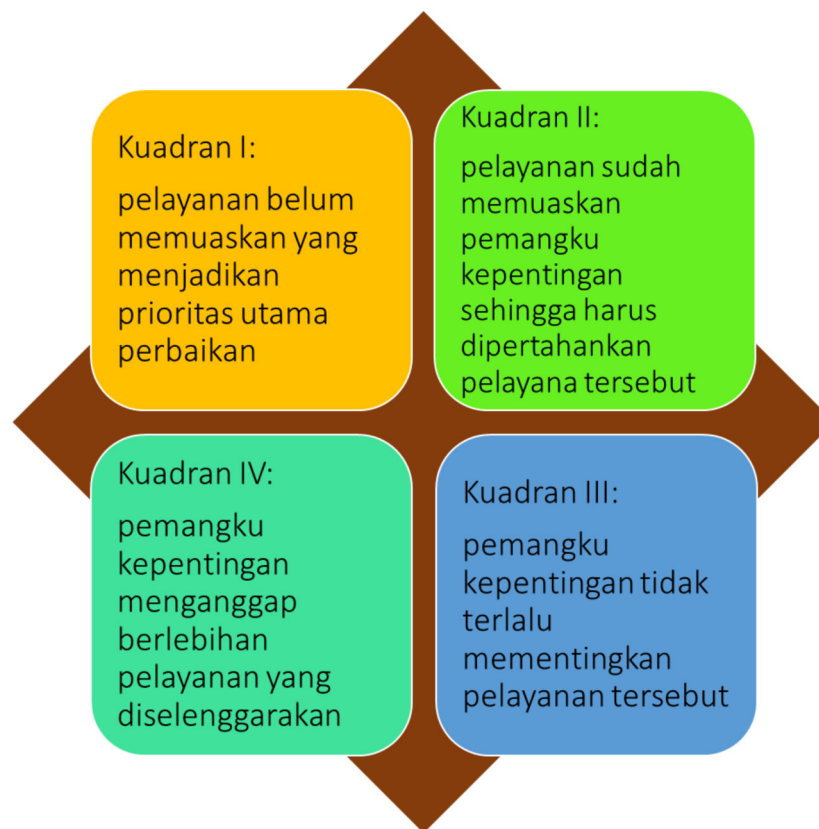 Kuadran I:
pelayanan belum
memuaskan yang
menjadikan
prioritas utama
perbaikan
Kuadran II:
pelayanan sudah
memuaskan
pemangku
kepentingan
sehingga harus
dipertahankan
pelayana tersebut
Kuadran IV:
pemangku
kepentingan
menganggap
berlebihan
pelayanan yang
diselenggarakan
Kuadran III:
pemangku
kepentingan tidak
terlalu
mementingkan
pelayanan tersebut